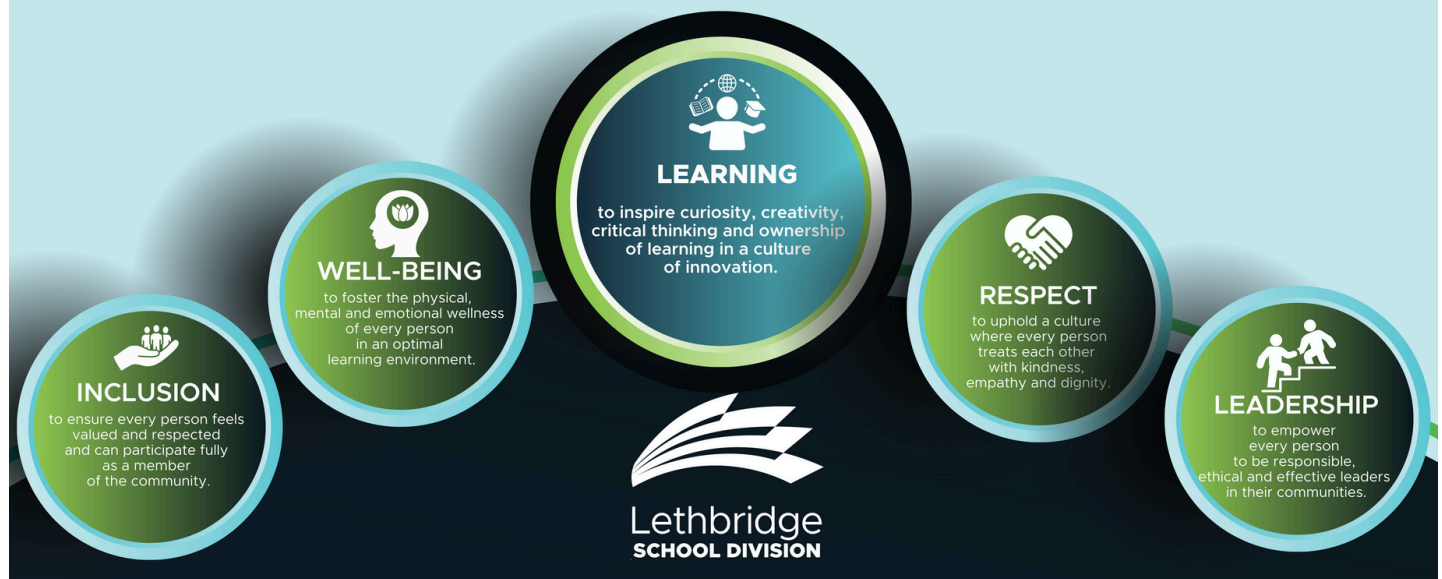 INCLUSION
to ensure every person feels
valued and respected
and can participate fully
as a member
of the community.
WELL-BEING
to foster the physical,
mental and emotional wellness
of every person
in an optimal
learning environment.
LEARNING
to inspire curiosity, creativity,
critical thinking and ownership
of learning in a culture
of innovation.
RESPECT
to uphold a culture
where every person
treats each other
with kindness,
empathy and dignity.
LEADERSHIP
to empower
every person
to be responsible,
ethical and effective leaders
in their communities.
Lethbridge
SCHOOL DIVISION